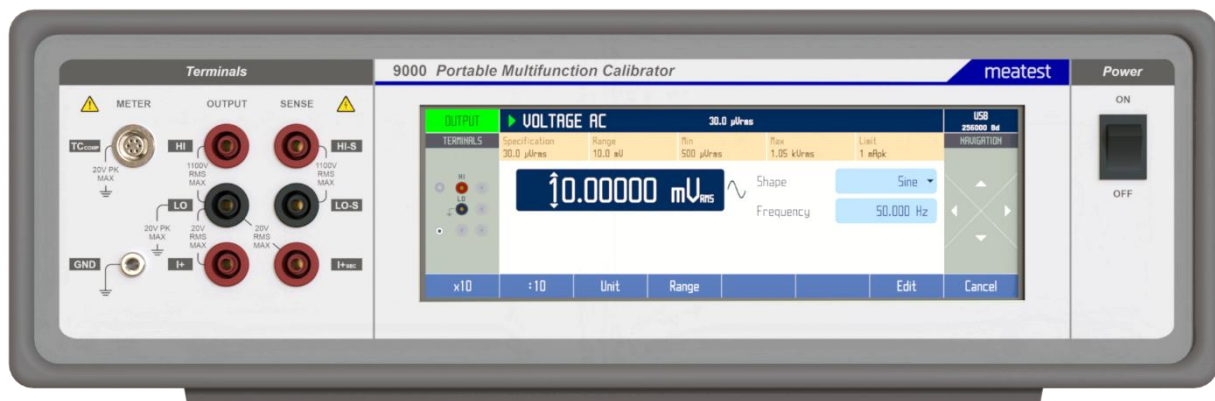 Terminals
9000 Portable Multifunction Calibrator
meatest
Power
METER
OUTPUT
SENSE
TCCOMP
20V PK
MAX
HI
1100V
RMS
MAX
1100V
RMS
MAX
HI-S
LO
20V PK
MAX
20V
RMS
MAX
20V
RMS
MAX
LO-S
GND
I+
I+VEC
OUTPUT
VOLTAGE AC
30.0 µVrms
USB
256000 Bd
TERMINALS
Specification
30.0 µVrms
Range
10.0 mV
Min
500 µVrms
Max
1.05 kVrms
Limit
1 mApk
NAVIGATION
HI
LO
10.00000 mVRMS
Shape
Sine
Frequency
50.000 Hz
x10
:10
Unit
Range
Edit
Cancel
ON
OFF